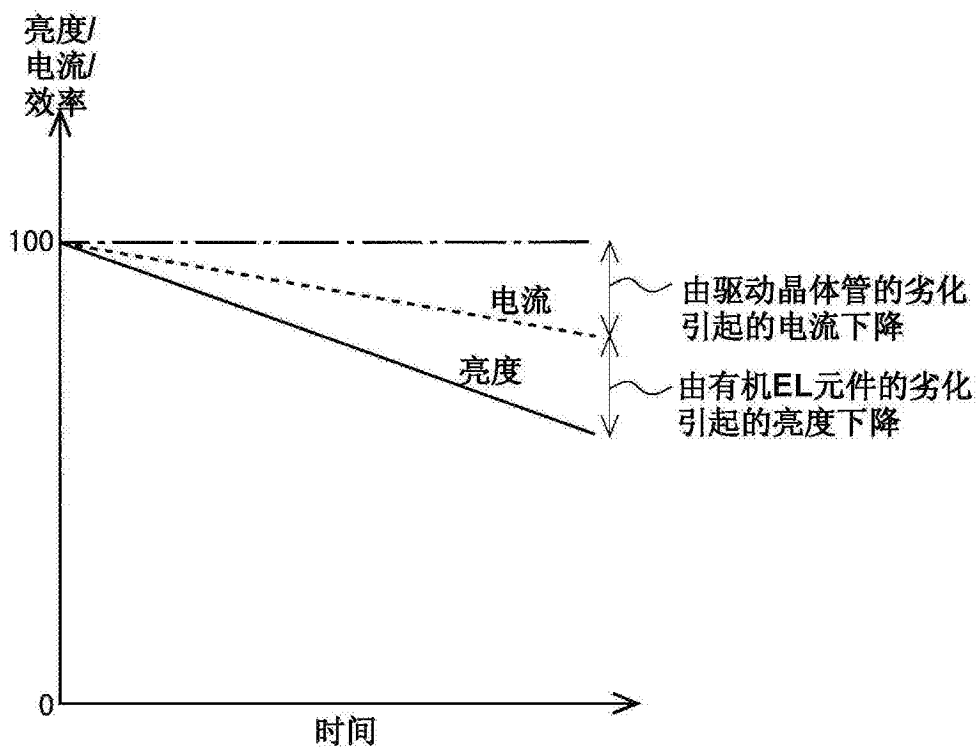 亮度/
电流/
效率
100
电流
由驱动晶体管的劣化
引起的电流下降
亮度
由有机EL元件的劣化
引起的亮度下降
0
时间